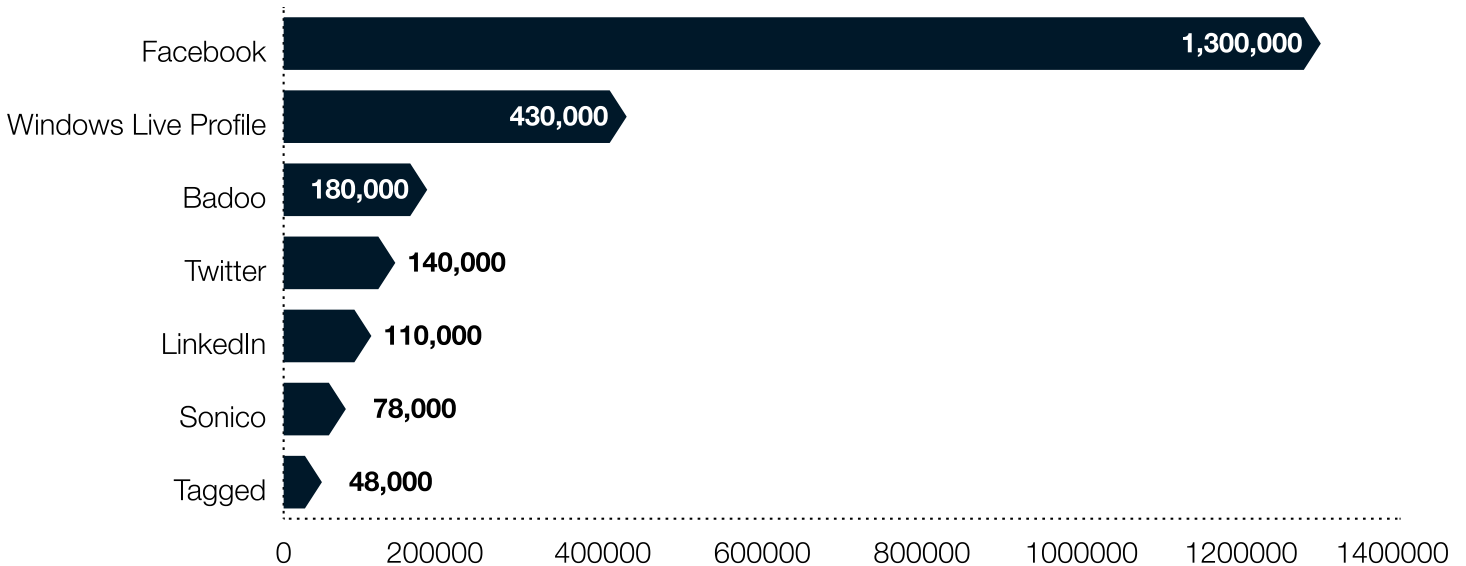 Facebook 1,300,000
Windows Live Profile 430,000
Badoo 180,000
Twitter 140,000
LinkedIn 110,000
Sonico 78,000
Tagged 48,000
0 200000 400000 600000 800000 1000000 1200000 1400000